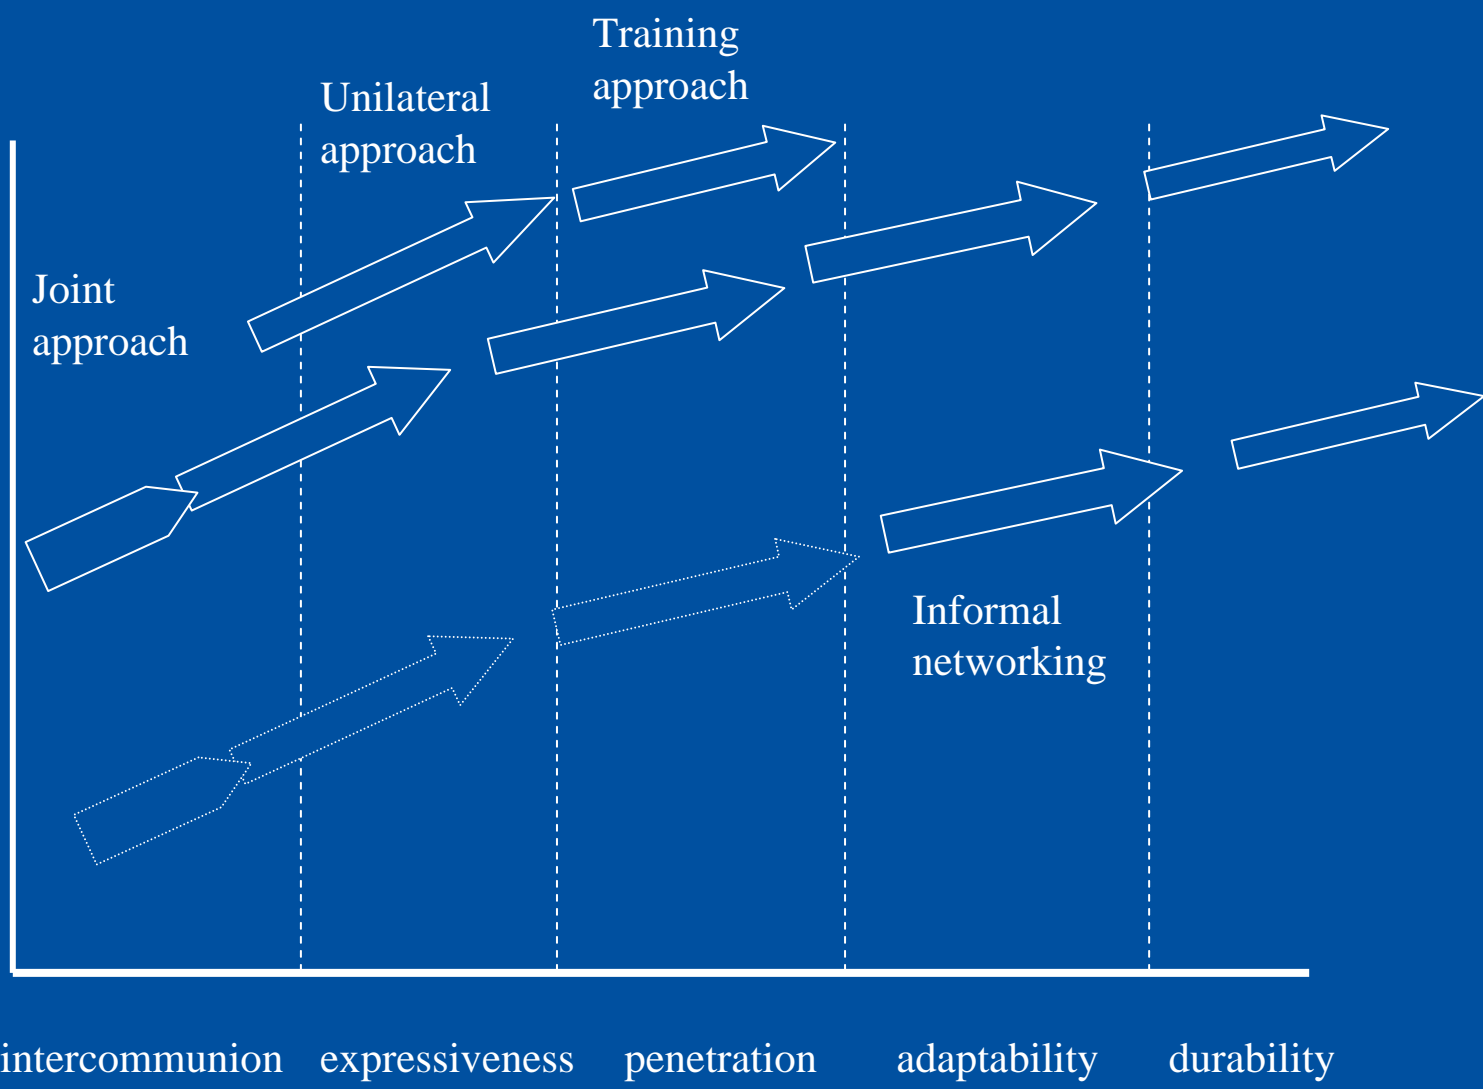 Training
approach
Unilateral
approach
Joint
approach
Informal
networking
intercommunion expressiveness penetration adaptability durability